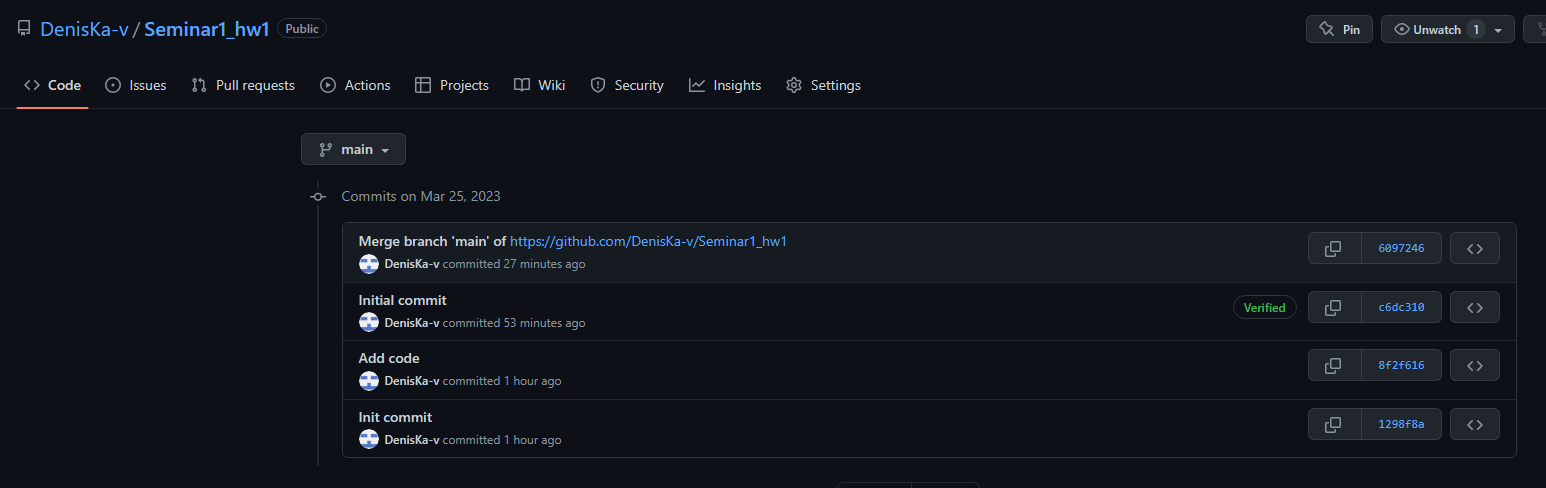 DenisKa-v / Seminar1_hw1 Public Pin Unwatch 1
Code Issues Pull requests Actions Projects Wiki Security Insights Settings
main
Commits on Mar 25, 2023
Merge branch 'main' of https://github.com/DenisKa-v/Seminar1_hw1
DenisKa-v committed 27 minutes ago
6097246
Initial commit
DenisKa-v committed 53 minutes ago
Verified c6dc310
Add code
DenisKa-v committed 1 hour ago
8f2f616
Init commit
DenisKa-v committed 1 hour ago
1298f8a